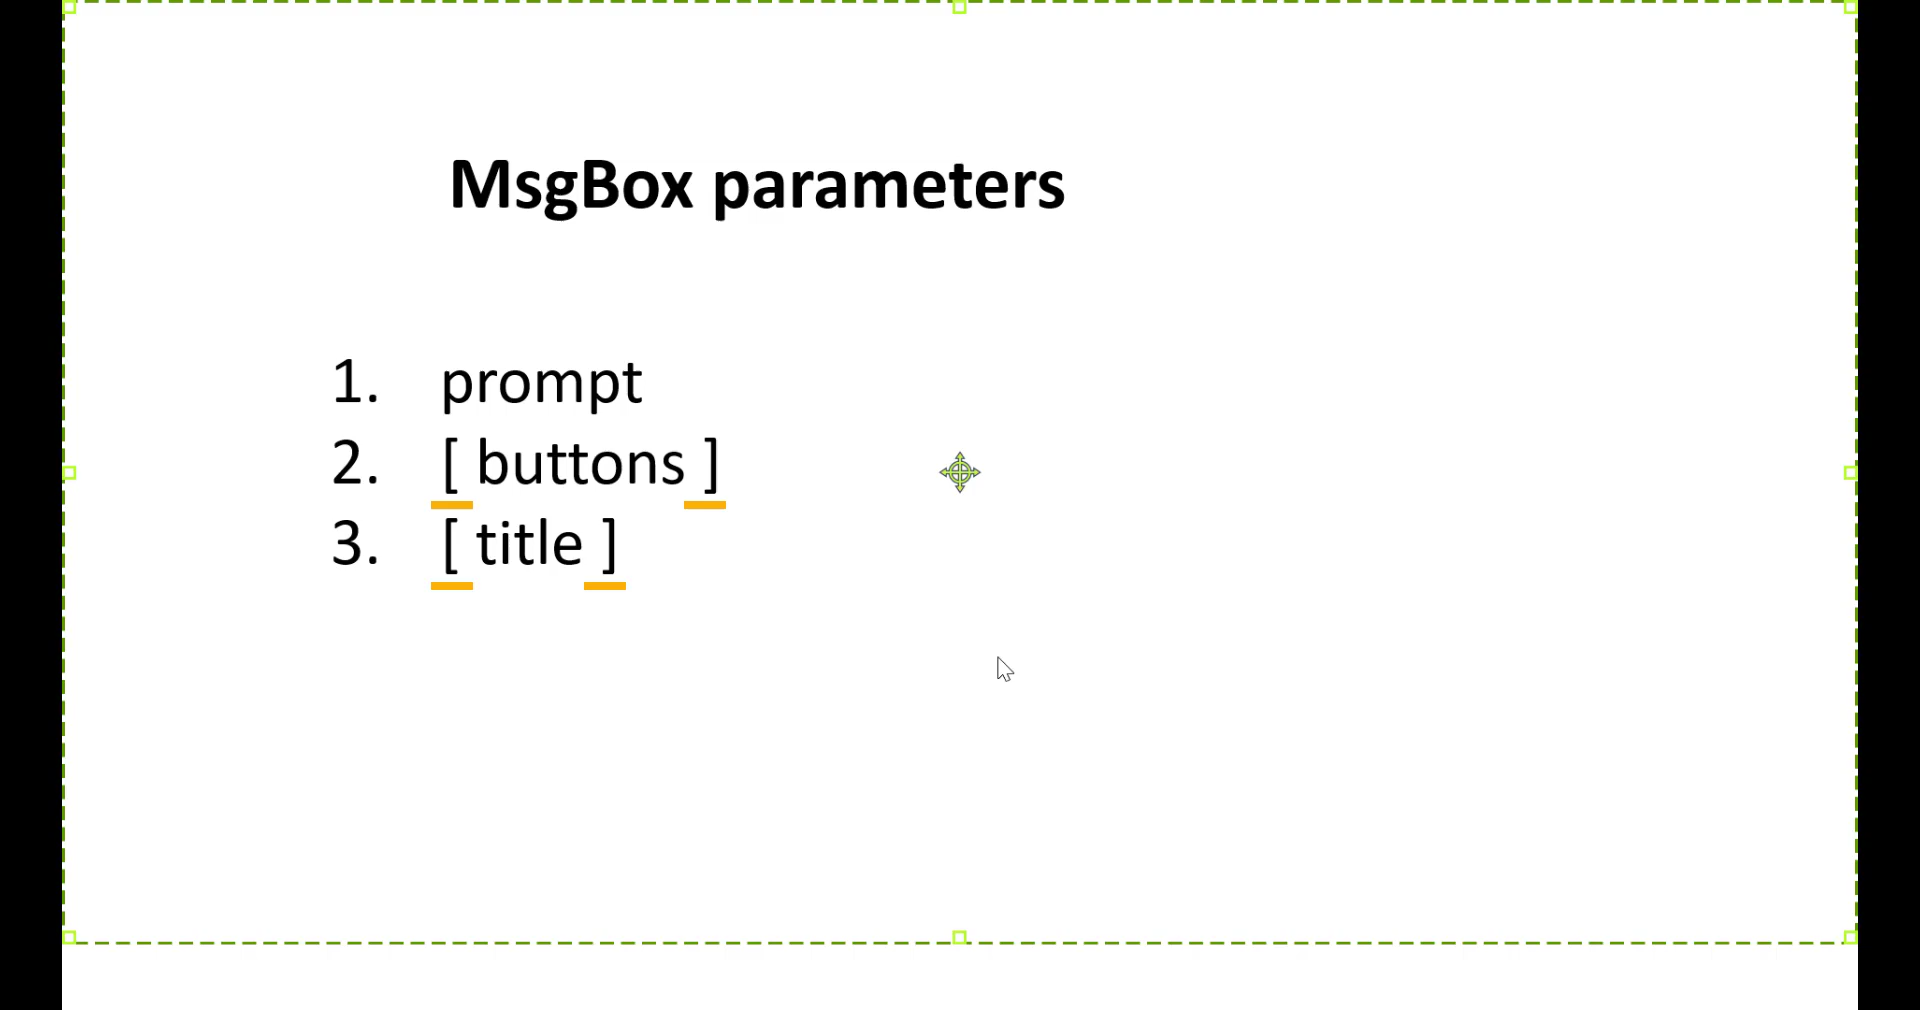 MsgBox parameters
1. prompt
2. [ buttons ]
3. [ title ]